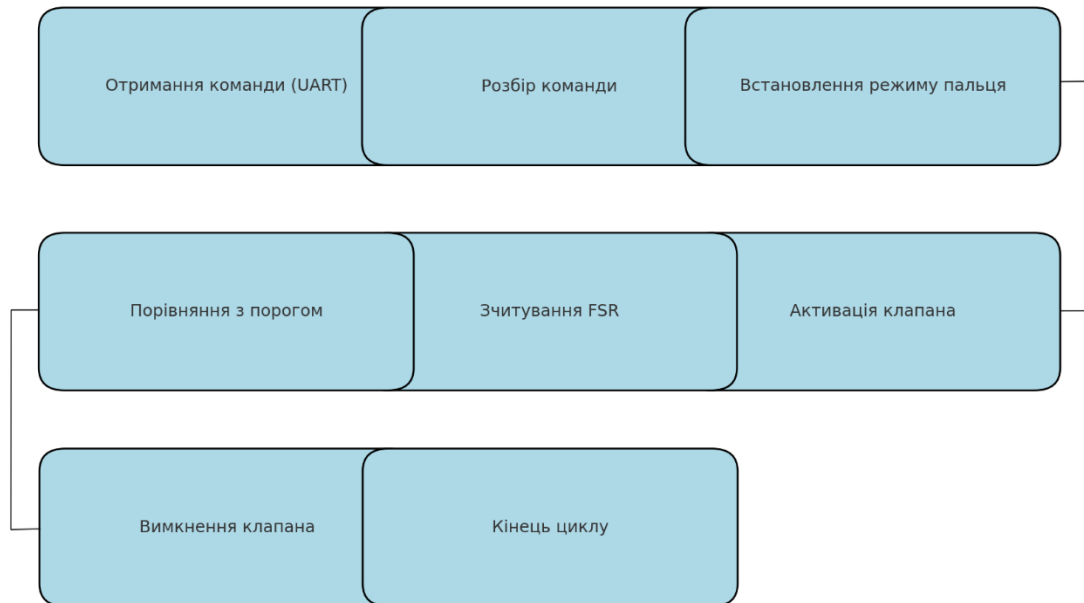 Отримання команди (UART)
Розбір команди
Встановлення режиму пальця
Порівняння з порогом
Зчитування FSR
Активація клапана
Вимкнення клапана
Кінець циклу